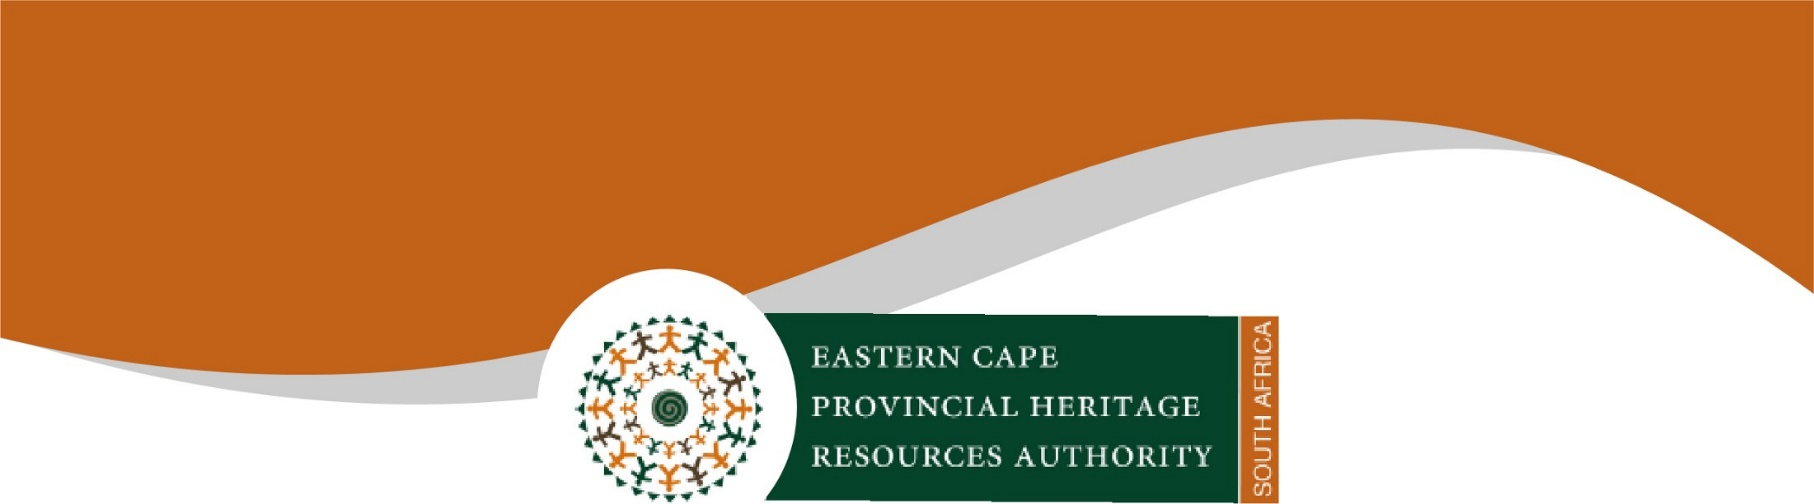 EASTERN CAPE
PROVINCIAL HERITAGE
RESOURCES AUTHORITY
SOUTH AFRICA